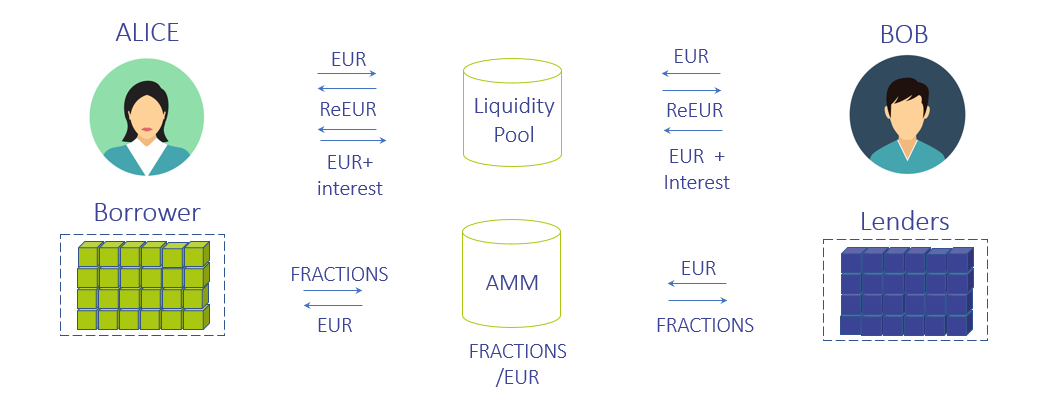 ALICE
BOB
EUR
ReEUR
EUR+
interest
Liquidity
Pool
EUR
ReEUR
EUR +
Interest
Borrower
Lenders
FRACTIONS
EUR
AMM
FRACTIONS
/EUR
EUR
FRACTIONS